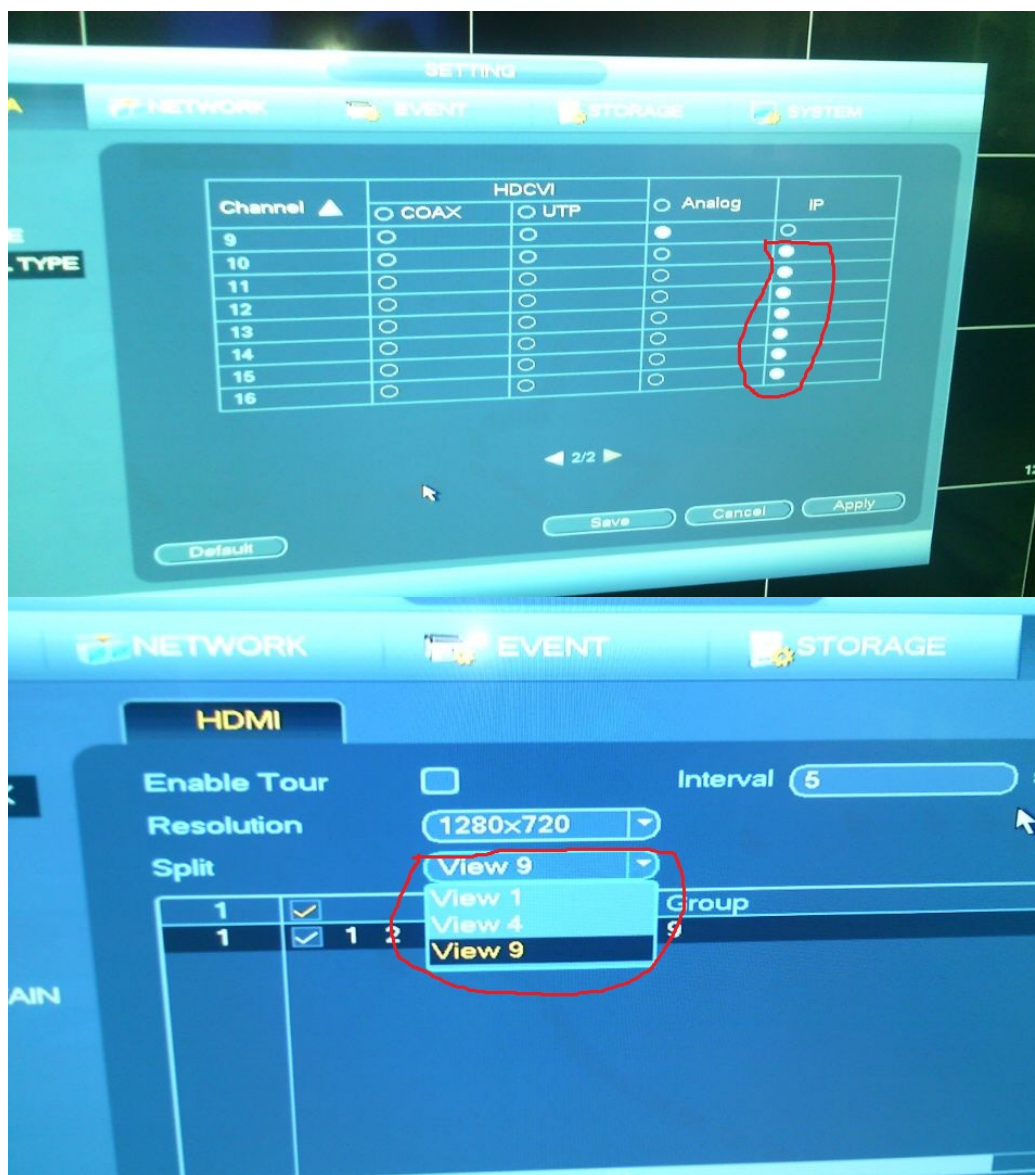 SETTING
NETWORK EVENT STORAGE SYSTEM
Channel HDCVI Analog IP
COAX UTP
9
10
TYPE
11
12
13
14
15
16
2/2
Save Cancel Apply
Default
NETWORK EVENT STORAGE
HDMI
Enable Tour Interval 5
Resolution 1280×720
Split View 9
1 View 1 Group
1 1 2 View 4 9
View 9
AIN